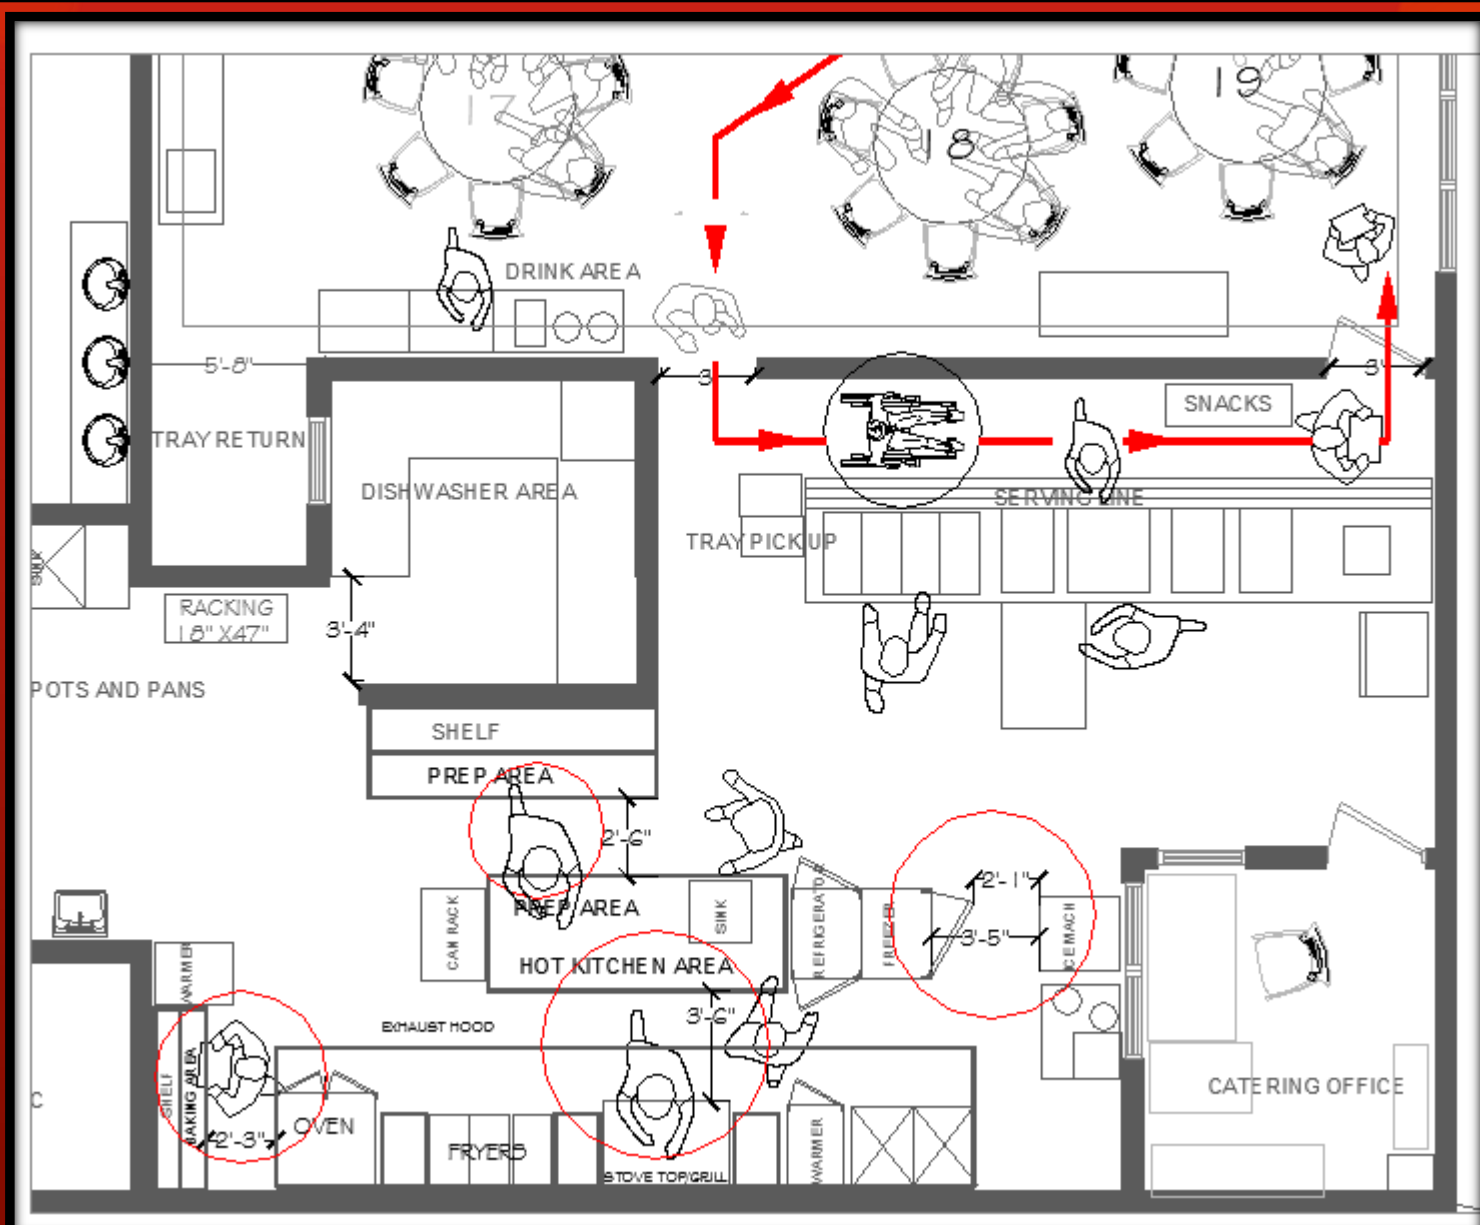 17
18
19
DRINK AREA
5'-8"
3'
3'
SNACKS
TRAY RETURN
DISHWASHER AREA
SERVING LINE
TRAY PICK UP
SINK
RACKING
18" X47"
3'-4"
POTS AND PANS
SHELF
PREP AREA
2'-6"
PREP AREA
SINK
CAN RACK
REFRIGERATOR
FREEZER
2'-1"
3'-5"
ICE MACH
HOT KITCHEN AREA
WARMER
3'-6"
EXHAUST HOOD
SHELF
BAKING AREA
2'-3"
OVEN
FRYERS
STOVE TOP/GRILL
WARMER
CATERING OFFICE
C